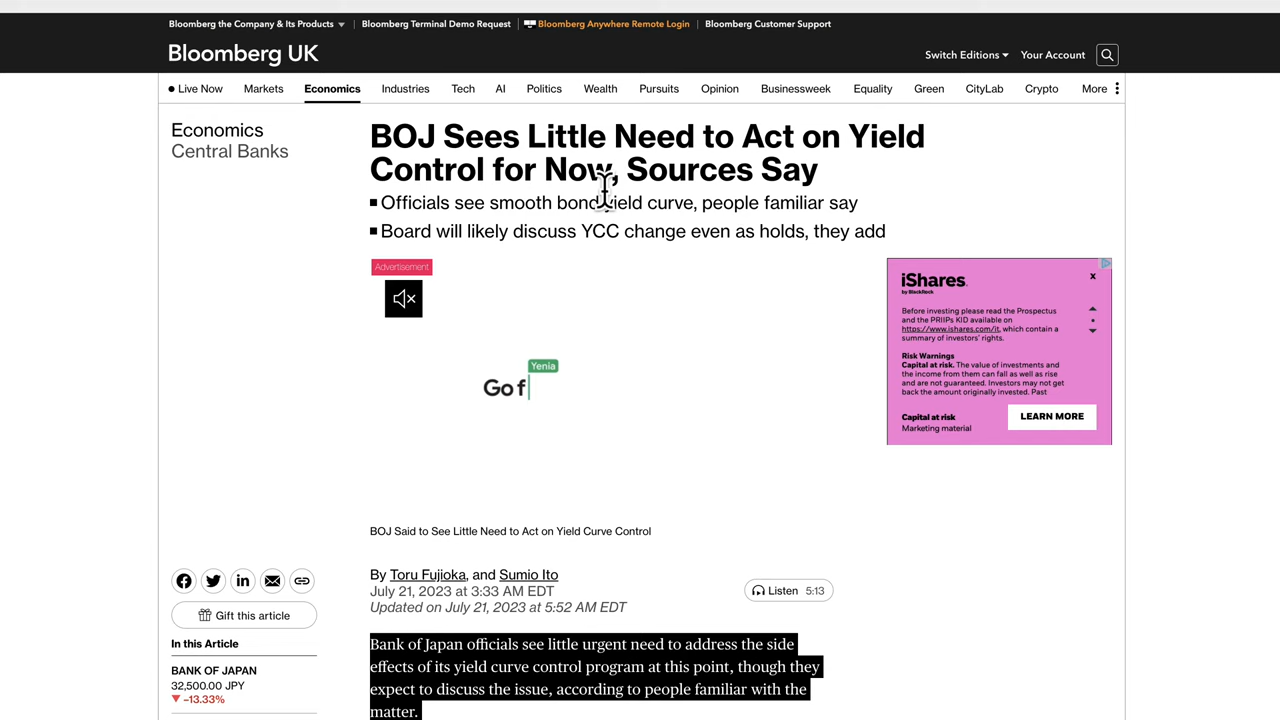 Bloomberg the Company & Its Products
Bloomberg Terminal Demo Request
Bloomberg Anywhere Remote Login
Bloomberg Customer Support
Bloomberg UK
Switch Editions
Your Account
Live Now
Markets
Economics
Industries
Tech
AI
Politics
Wealth
Pursuits
Opinion
Businessweek
Equality
Green
CityLab
Crypto
More
Economics
Central Banks
BOJ Sees Little Need to Act on Yield
Control for Now, Sources Say
Officials see smooth bond yield curve, people familiar say
Board will likely discuss YCC change even as holds, they add
Advertisement
Yenia
Go f
iShares.
by BlackRock
x
Before investing please read the Prospectus
and the PRIIPs KID available on
https://www.ishares.com/it, which contain a
summary of investors' rights.
Risk Warnings
Capital at risk. The value of investments and
the income from them can fall as well as rise
and are not guaranteed. Investors may not get
back the amount originally invested. Past
Capital at risk
Marketing material
LEARN MORE
BOJ Said to See Little Need to Act on Yield Curve Control
By Toru Fujioka, and Sumio Ito
July 21, 2023 at 3:33 AM EDT
Updated on July 21, 2023 at 5:52 AM EDT
Listen 5:13
Gift this article
In this Article
BANK OF JAPAN
32,500.00 JPY
▼ –13.33%
Bank of Japan officials see little urgent need to address the side
effects of its yield curve control program at this point, though they
expect to discuss the issue, according to people familiar with the
matter.